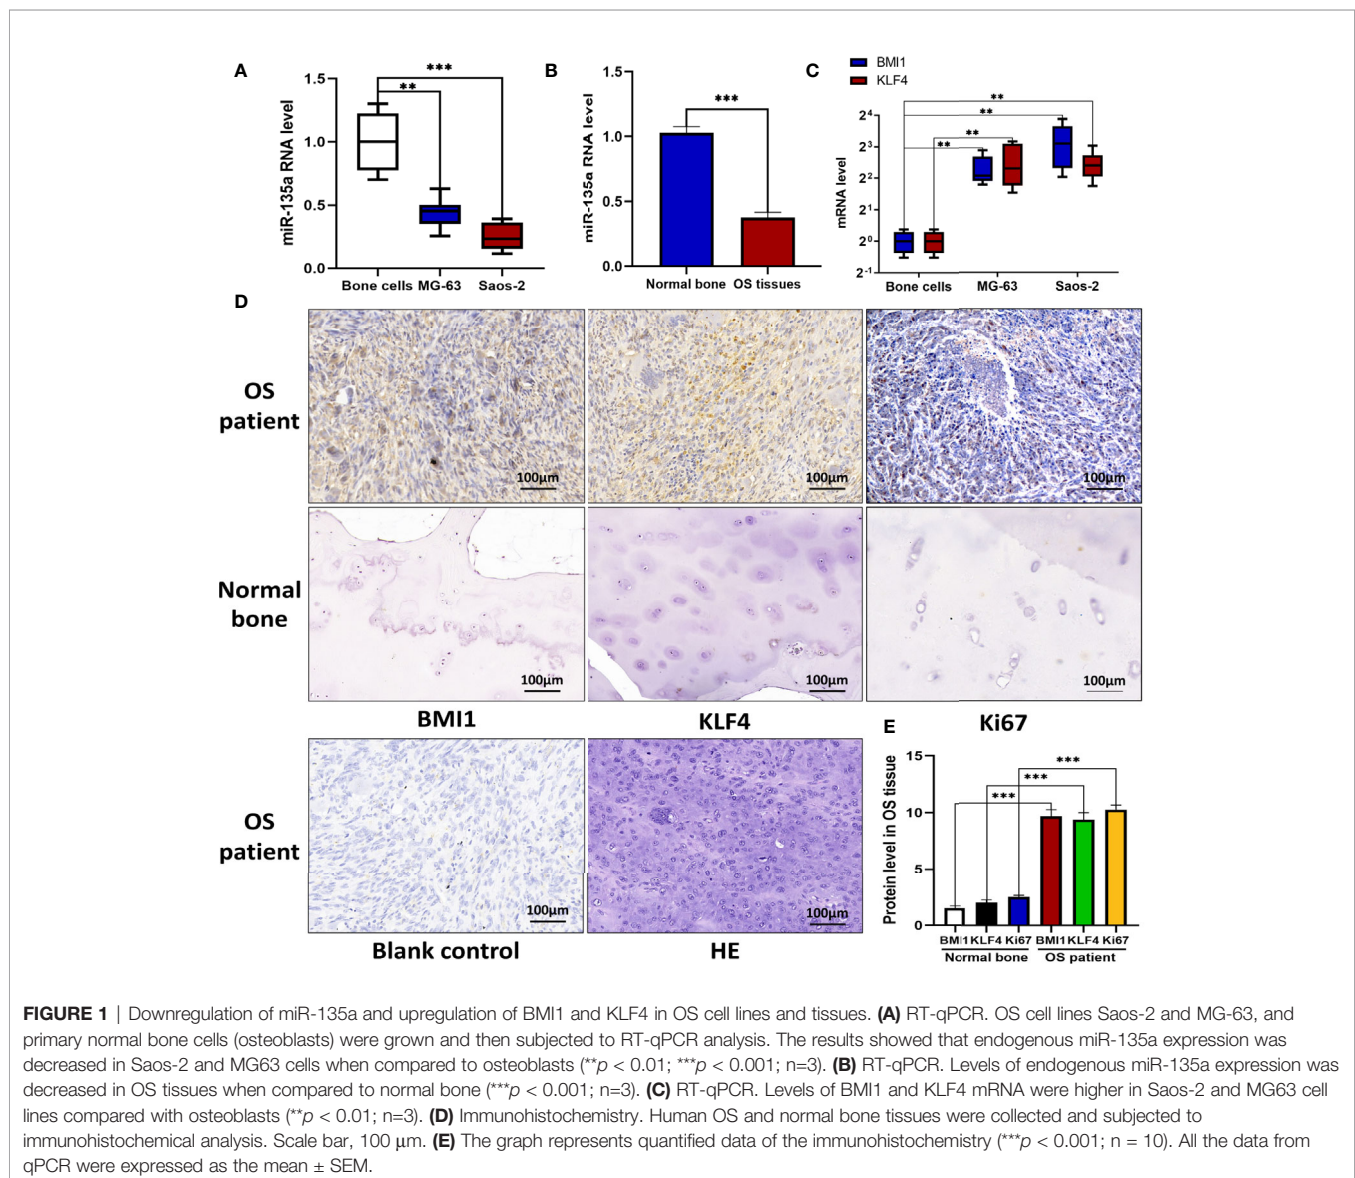 A
miR-135a RNA level
1.5
1.0
0.5
0.0
***
**
Bone cells MG-63 Saos-2
B
miR-135a RNA level
1.5
1.0
0.5
0.0
***
Normal bone OS tissues
C
BMI1
KLF4
mRNA level
2⁴
2³
2²
2¹
2⁰
2⁻¹
**
**
**
**
Bone cells MG-63 Saos-2
D
OS
patient
100µm
100µm
100µm
Normal
bone
100µm
100µm
100µm
BMI1 KLF4 Ki67
OS
patient
100µm
100µm
Blank control HE
E
Protein level in OS tissue
15
10
5
0
***
***
***
BMI1 KLF4 Ki67 BMI1 KLF4 Ki67
Normal bone OS patient
FIGURE 1 | Downregulation of miR-135a and upregulation of BMI1 and KLF4 in OS cell lines and tissues. (A) RT-qPCR. OS cell lines Saos-2 and MG-63, and
primary normal bone cells (osteoblasts) were grown and then subjected to RT-qPCR analysis. The results showed that endogenous miR-135a expression was
decreased in Saos-2 and MG63 cells when compared to osteoblasts (**p < 0.01; ***p < 0.001; n=3). (B) RT-qPCR. Levels of endogenous miR-135a expression was
decreased in OS tissues when compared to normal bone (***p < 0.001; n=3). (C) RT-qPCR. Levels of BMI1 and KLF4 mRNA were higher in Saos-2 and MG63 cell
lines compared with osteoblasts (**p < 0.01; n=3). (D) Immunohistochemistry. Human OS and normal bone tissues were collected and subjected to
immunohistochemical analysis. Scale bar, 100 µm. (E) The graph represents quantified data of the immunohistochemistry (***p < 0.001; n = 10). All the data from
qPCR were expressed as the mean ± SEM.